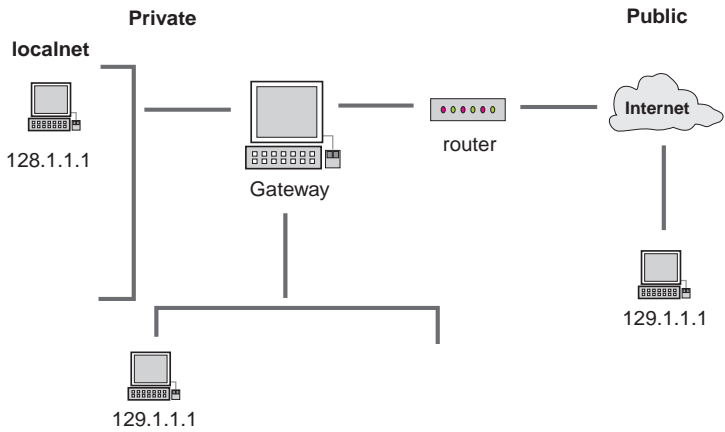 Private
Public
localnet
Internet
router
128.1.1.1
Gateway
129.1.1.1
129.1.1.1